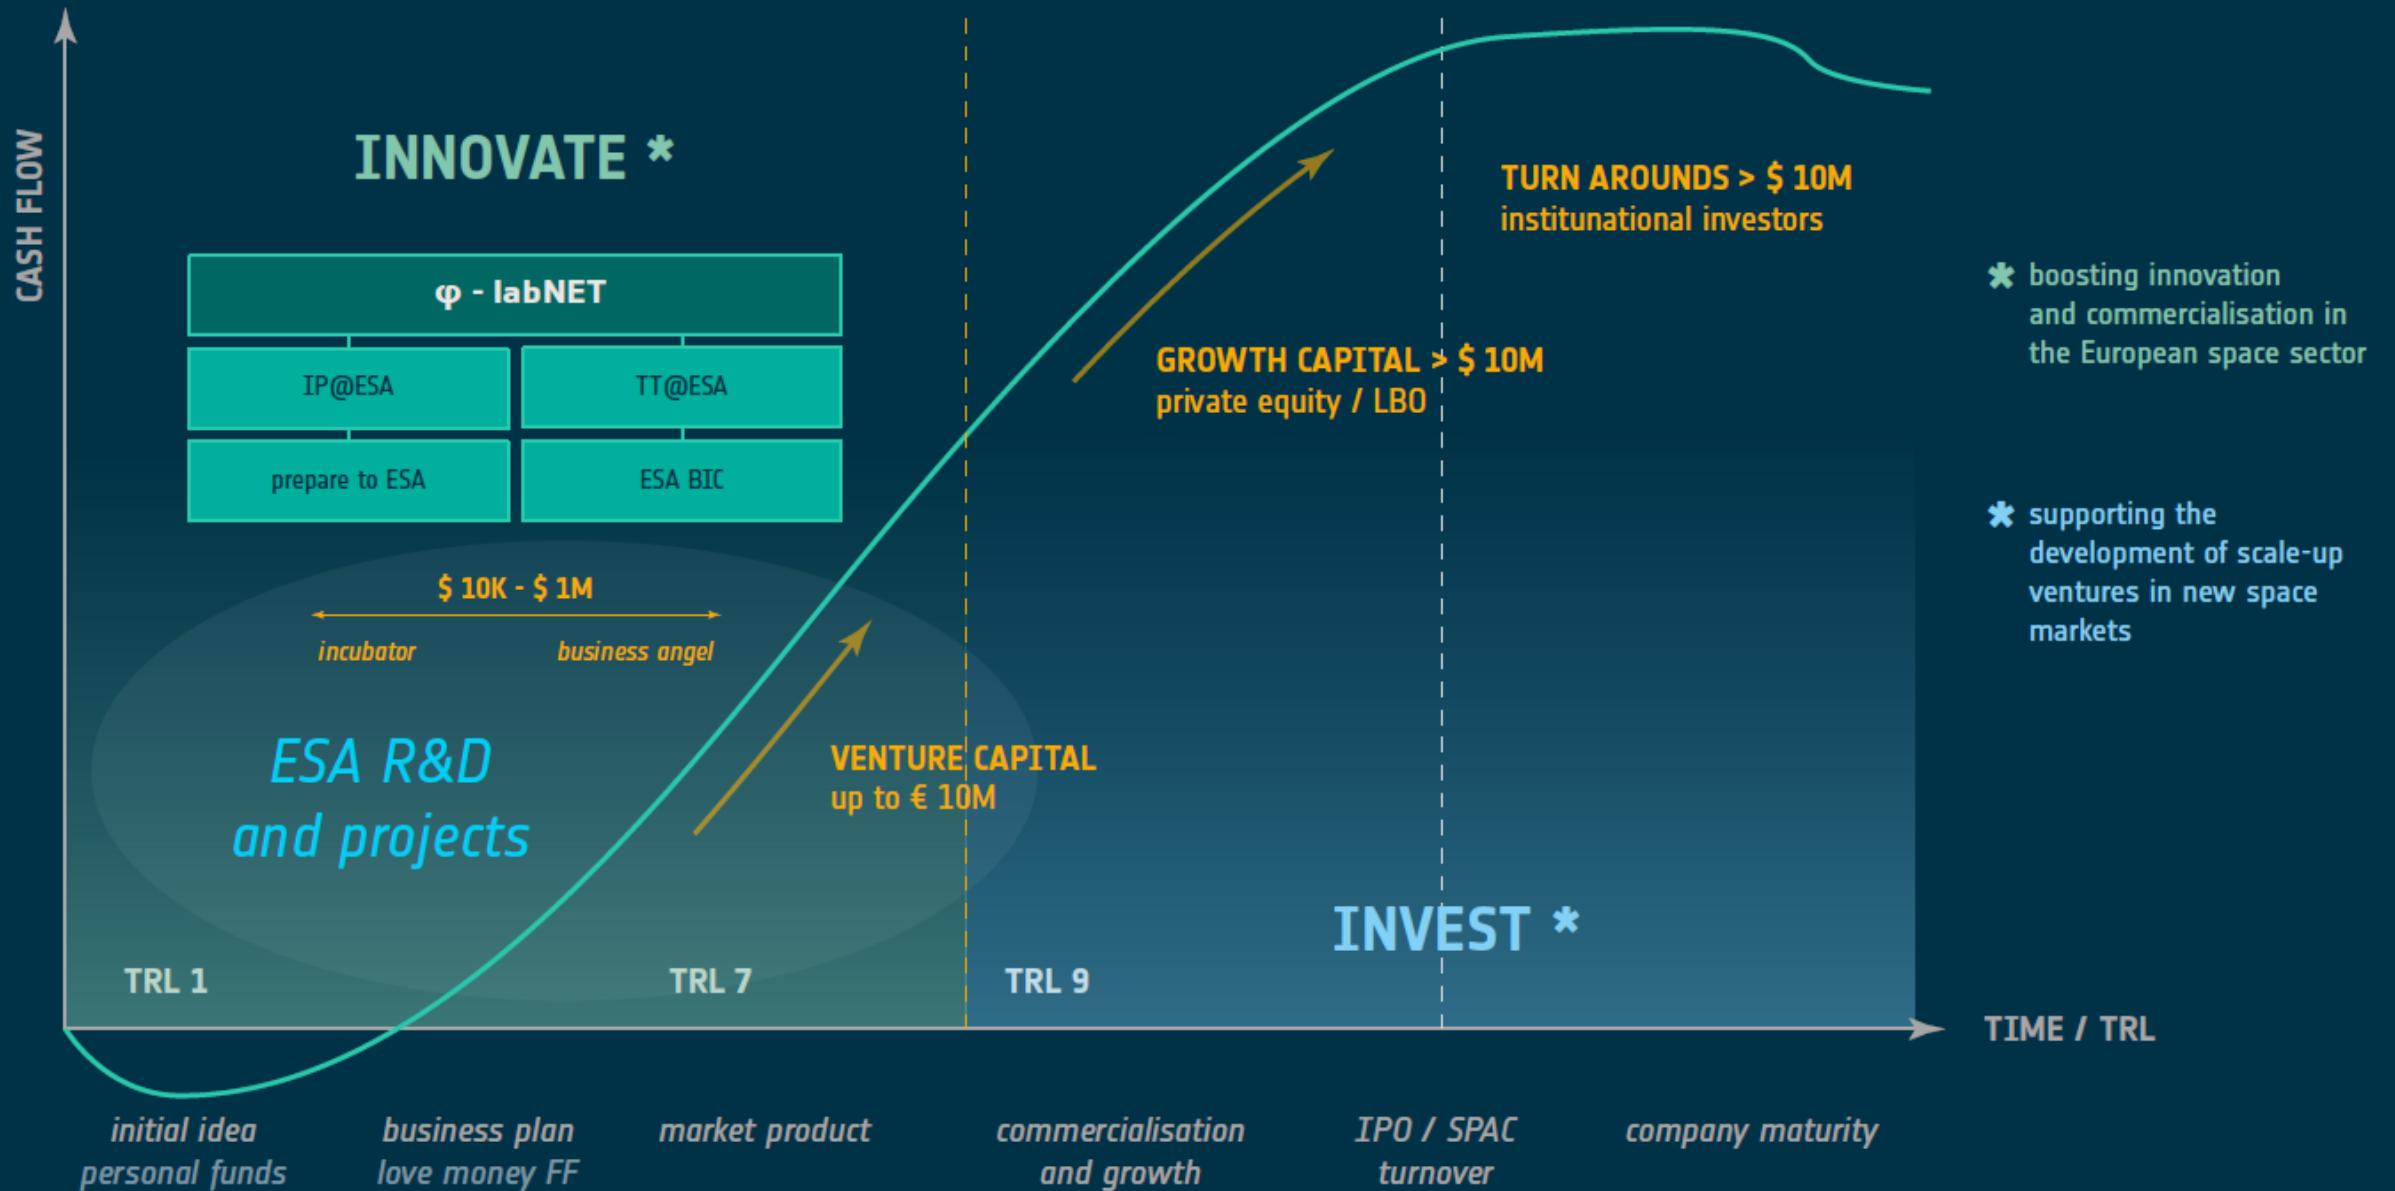 CASH FLOW
INNOVATE *
φ - labNET
IP@ESA
TT@ESA
prepare to ESA
ESA BIC
$ 10K - $ 1M
incubator
business angel
ESA R&D
and projects
VENTURE CAPITAL
up to € 10M
GROWTH CAPITAL > $ 10M
private equity / LBO
TURN AROUNDS > $ 10M
institunational investors
INVEST *
TRL 1
TRL 7
TRL 9
TIME / TRL
* boosting innovation
and commercialisation in
the European space sector
* supporting the
development of scale-up
ventures in new space
markets
initial idea
personal funds
business plan
love money FF
market product
commercialisation
and growth
IPO / SPAC
turnover
company maturity